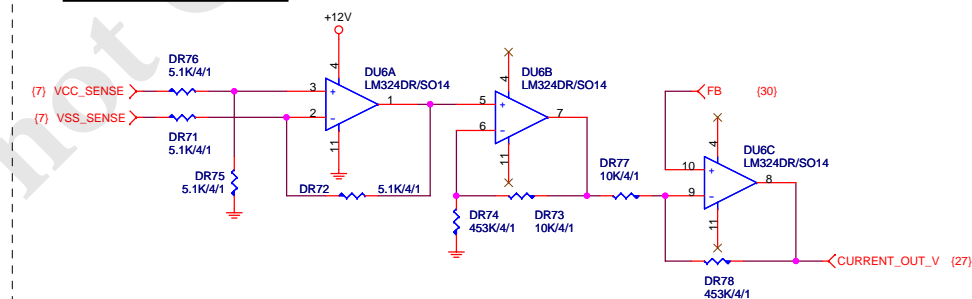 not
+12V
DR76
5.1K/4/1
{7} VCC_SENSE
{7} VSS_SENSE
DR71
5.1K/4/1
DR75
5.1K/4/1
DU6A
LM324DR/SO14
4
3
+
1
2
-
11
DR72 5.1K/4/1
DU6B
LM324DR/SO14
4
5
+
7
6
-
11
DR74
453K/4/1
DR73
10K/4/1
DR77
10K/4/1
FB {30}
DU6C
LM324DR/SO14
4
10
+
8
9
-
11
DR78
453K/4/1
CURRENT_OUT_V {27}